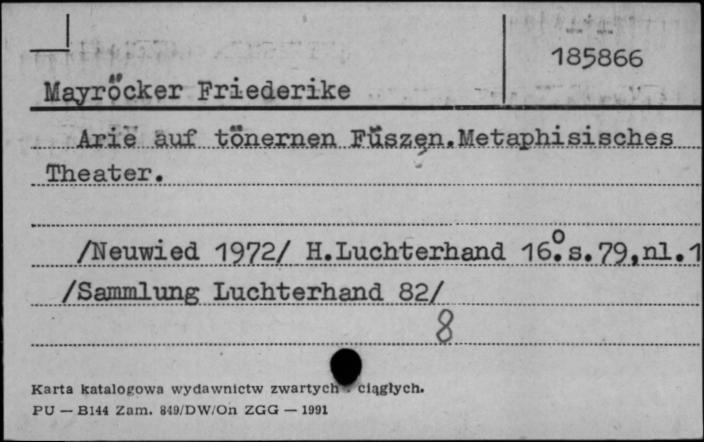 185866
Mayröcker Friederike
Arie auf tönernen Füszen.Metaphisisches
Theater.
/Neuwied 1972/ H.Luchterhand 16°.s.79,nl.1
/Sammlung Luchterhand 82/
8
Karta katalogowa wydawnictw zwartych ciągłych.
PU — B144 Zam. 849/DW/On ZGG — 1991